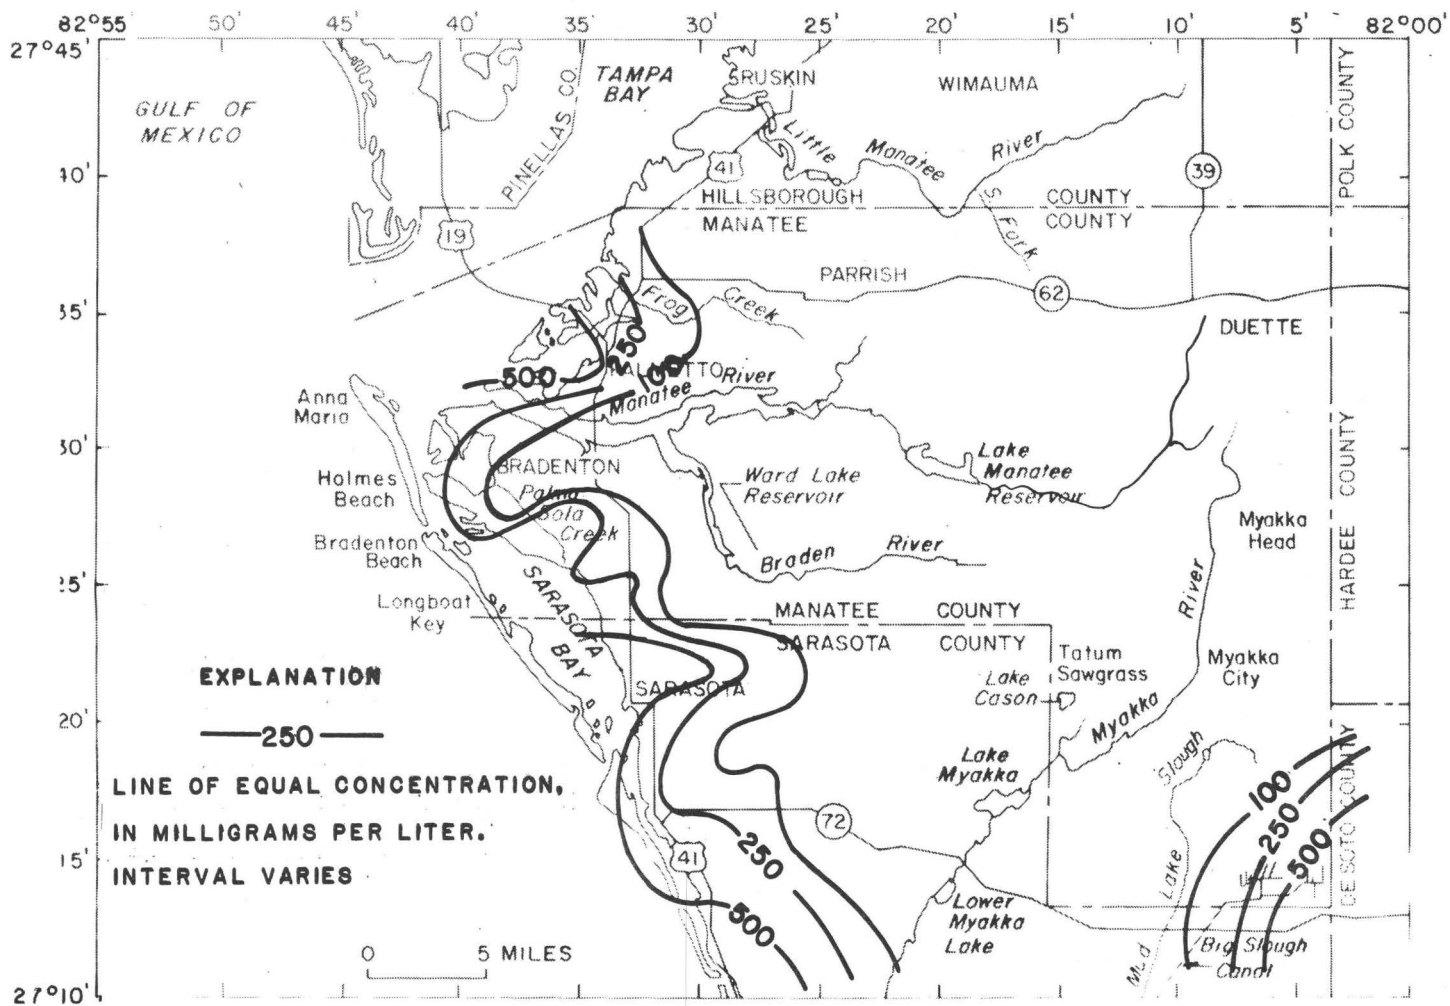 82°55' 50' 45' 40' 35' 30' 25' 20' 15' 10' 5' 82°00'
27°45'
TAMPA
BAY
PINELLAS CO.
GULF OF
MEXICO
RUSKIN
WIMAUMA
Little Manatee River
POLK COUNTY
41
39
40'
HILLSBOROUGH COUNTY
MANATEE COUNTY
S. Fork
19
PARRISH
62
Frog Creek
35'
DUETTE
250
100
500
PALMETTO
Manatee River
Anna
Maria
30'
BRADENTON
Lake
Manatee
Reservoir
Ward Lake
Reservoir
Holmes
Beach
Palma
Sola
Creek
HARDEE COUNTY
Myakka
Head
Bradenton
Beach
Braden River
25'
SARASOTA
BAY
Longboat
Key
MANATEE COUNTY
SARASOTA COUNTY
River
Tatum
Sawgrass
Myakka
City
EXPLANATION
SARASOTA
Lake
Cason
20'
Myakka
250
Lake
Myakka
Slough
DE SOTO COUNTY
LINE OF EQUAL CONCENTRATION,
IN MILLIGRAMS PER LITER.
INTERVAL VARIES
100
250
500
72
15'
41
250
Lake
500
Lower
Myakka
Lake
Mud
Big Slough
Canal
0 5 MILES
27°10'